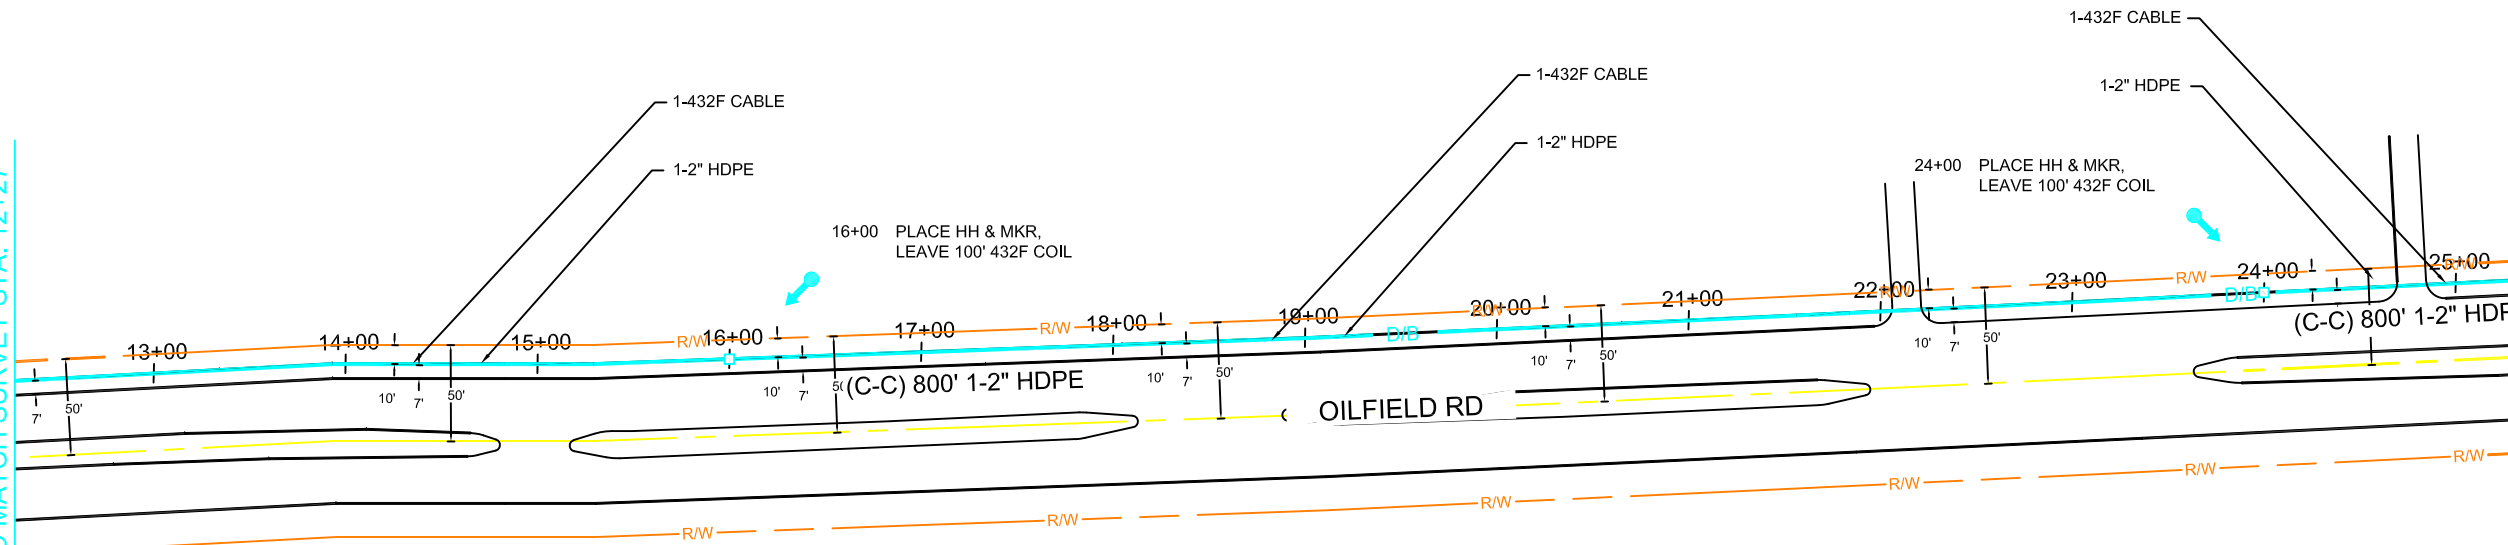 1-432F CABLE
1-2" HDPE
1-432F CABLE
1-2" HDPE
1-432F CABLE
1-2" HDPE
16+00 PLACE HH & MKR,
LEAVE 100' 432F COIL
24+00 PLACE HH & MKR,
LEAVE 100' 432F COIL
13+00
14+00
15+00
16+00
17+00
18+00
19+00
20+00
21+00
22+00
23+00
24+00
25+00
R/W
R/W
R/W
R/W
R/W
R/W
D/B
D/B
7'
50'
10'
7'
50'
10'
7'
10'
7'
50'
10'
7'
50'
10'
7'
50'
(C-C) 800' 1-2" HDPE
(C-C) 800' 1-2"
OILFIELD RD
R/W
R/W
R/W
R/W
R/W
R/W